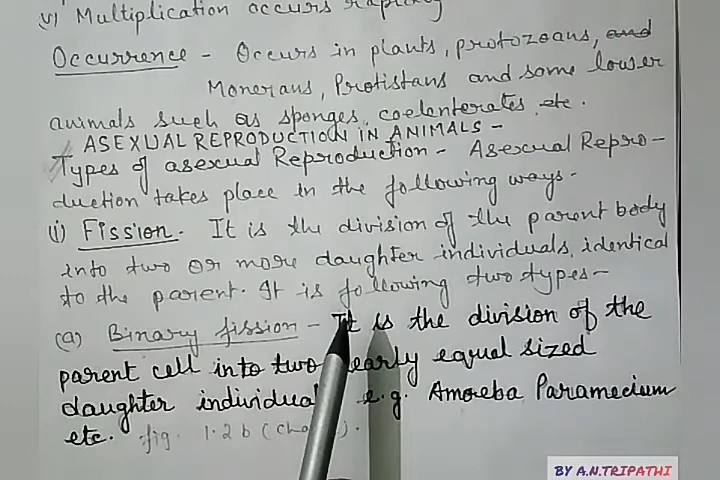 (v) Multiplication occurs rapidly
Occurrence - Occurs in plants, protozoans, and
Monerans, Protistans and some lower
animals such as sponges, coelenterates, etc.
ASEXUAL REPRODUCTION IN ANIMALS -
Types of asexual Reproduction - Asexual Repro-
duction takes place in the following ways -
(i) Fission. It is the division of the parent body
into two or more daughter individuals, identical
to the parent. It is following two types -
(a) Binary fission - It is the division of the
parent cell into two nearly equal sized
daughter individual e.g. Amoeba Paramecium
etc. fig. 1.2 b
BY A.N.TRIPATHI